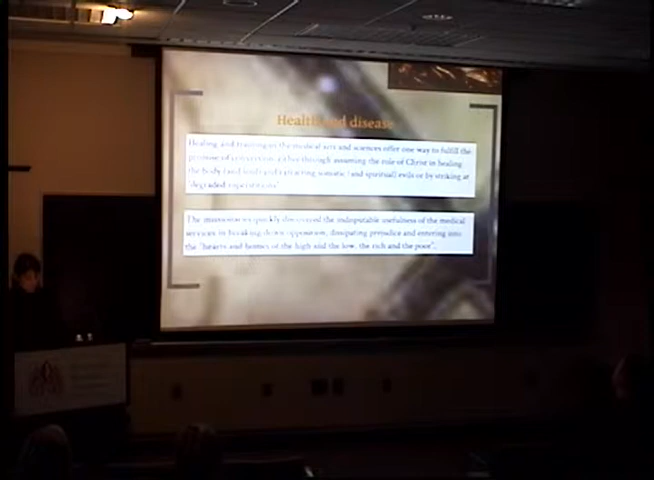 Health and disease
Healing and training in the medical arts and sciences offer one way to fulfill the
promise of conversion either through assuming the role of Christ in healing
the body (and soul) and extracting somatic (and spiritual) evils or by striking at
"degraded superstitions"
The missionaries quickly discovered the indisputable usefulness of the medical
services in breaking down opposition, dissipating prejudice and entering into
the "hearts and homes of the high and the low, the rich and the poor".